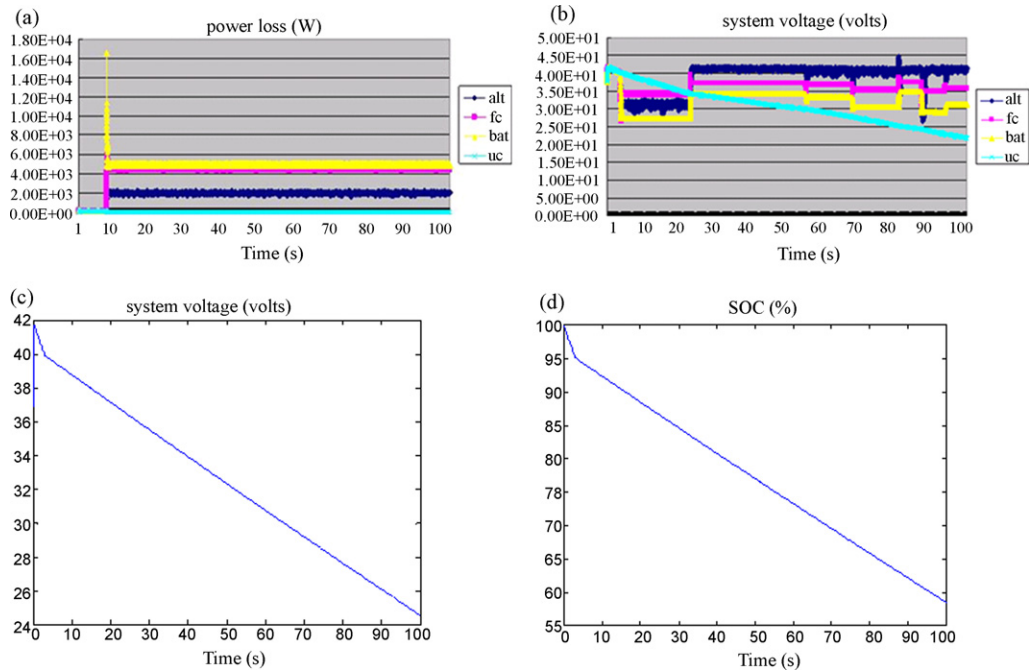 (a)
power loss (W)
1.80E+04
1.60E+04
1.40E+04
1.20E+04
1.00E+04
8.00E+03
6.00E+03
4.00E+03
2.00E+03
0.00E+00
1 10 20 30 40 50 60 70 80 90 100
Time (s)
alt
fc
bat
uc
(b)
system voltage (volts)
5.00E+01
4.50E+01
4.00E+01
3.50E+01
3.00E+01
2.50E+01
2.00E+01
1.50E+01
1.00E+01
5.00E+00
0.00E+00
1 10 20 30 40 50 60 70 80 90 100
Time (s)
alt
fc
bat
uc
(c)
system voltage (volts)
42
40
38
36
34
32
30
28
26
24
0 10 20 30 40 50 60 70 80 90 100
Time (s)
(d)
SOC (%)
100
95
90
85
80
78
70
65
60
55
0 10 20 30 40 50 60 70 80 90 100
Time (s)